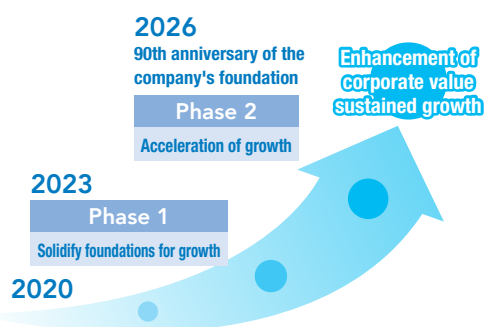 2026
90th anniversary of the
company's foundation
Phase 2
Acceleration of growth
Enhancement of
corporate value
sustained growth
2023
Phase 1
Solidify foundations for growth
2020